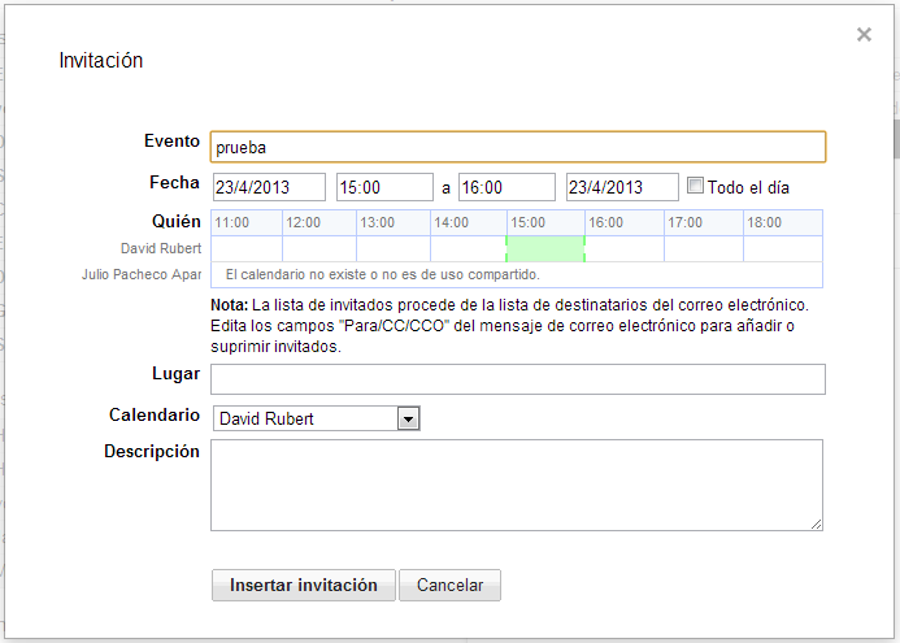 Invitación
Evento prueba
Fecha 23/4/2013 15:00 a 16:00 23/4/2013 Todo el día
Quién 11:00 12:00 13:00 14:00 15:00 16:00 17:00 18:00
David Rubert
Julio Pacheco Apar El calendario no existe o no es de uso compartido.
Nota: La lista de invitados procede de la lista de destinatarios del correo electrónico.
Edita los campos "Para/CC/CCO" del mensaje de correo electrónico para añadir o
suprimir invitados.
Lugar
Calendario David Rubert
Descripción
Insertar invitación Cancelar